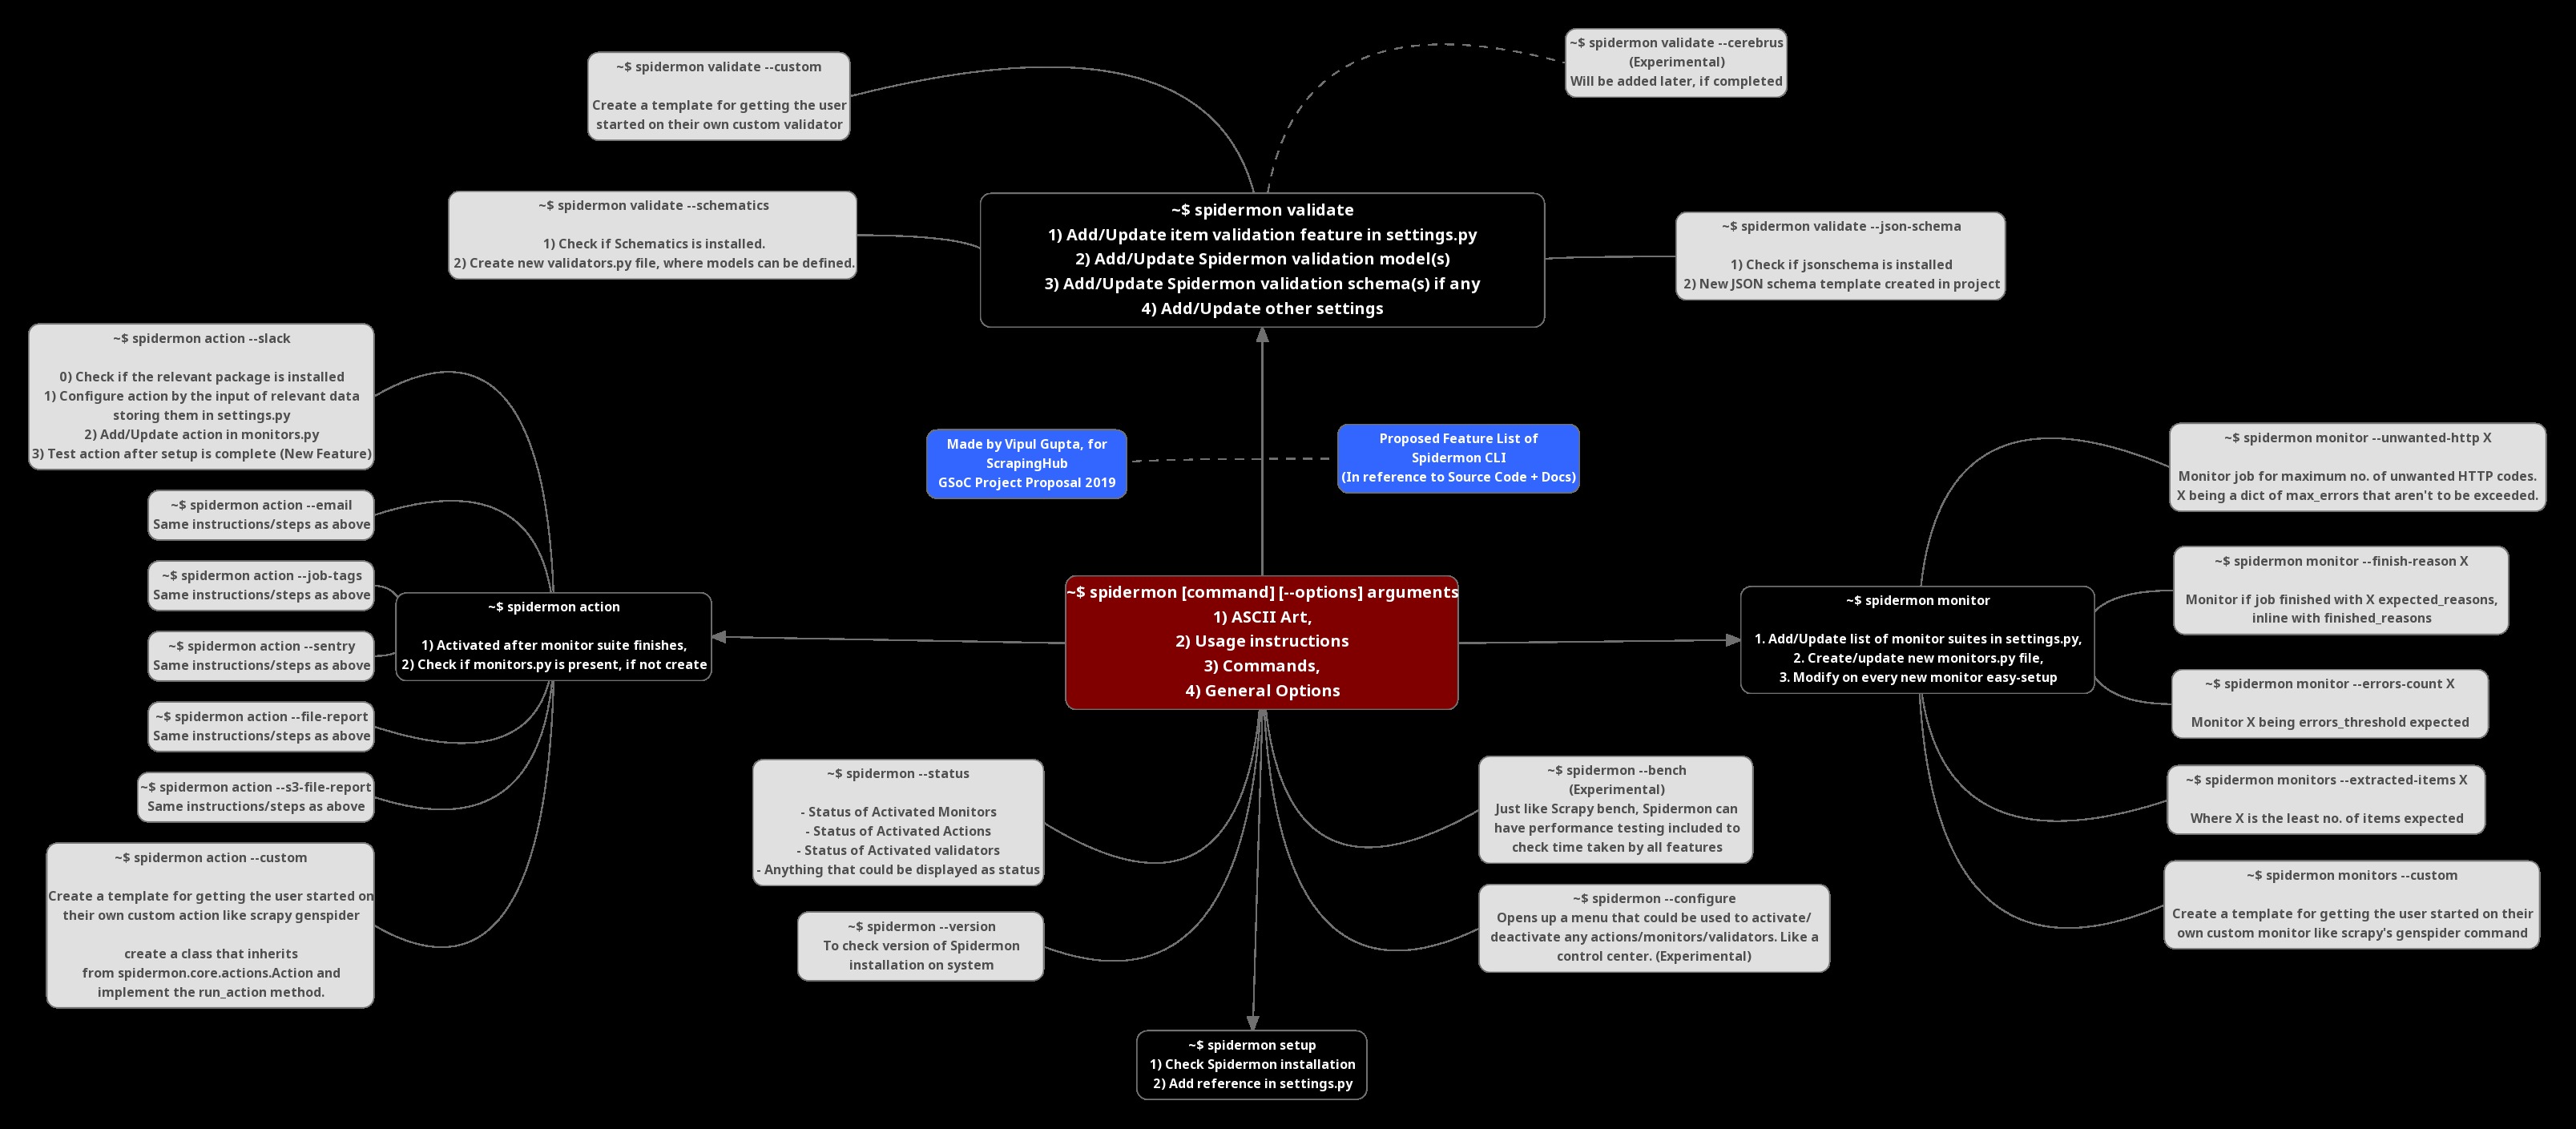 ~$ spidermon validate --cerebrus
(Experimental)
Will be added later, if completed
~$ spidermon validate --custom
Create a template for getting the user
started on their own custom validator
~$ spidermon validate --schematics
1) Check if Schematics is installed.
2) Create new validators.py file, where models can be defined.
~$ spidermon validate
1) Add/Update item validation feature in settings.py
2) Add/Update Spidermon validation model(s)
3) Add/Update Spidermon validation schema(s) if any
4) Add/Update other settings
~$ spidermon validate --json-schema
1) Check if jsonschema is installed
2) New JSON schema template created in project
~$ spidermon action --slack
0) Check if the relevant package is installed
1) Configure action by the input of relevant data
storing them in settings.py
2) Add/Update action in monitors.py
3) Test action after setup is complete (New Feature)
~$ spidermon action --email
Same instructions/steps as above
~$ spidermon action --job-tags
Same instructions/steps as above
~$ spidermon action --sentry
Same instructions/steps as above
~$ spidermon action --file-report
Same instructions/steps as above
~$ spidermon action --s3-file-report
Same instructions/steps as above
~$ spidermon action --custom
Create a template for getting the user started on
their own custom action like scrapy genspider
create a class that inherits
from spidermon.core.actions.Action and
implement the run_action method.
~$ spidermon action
1) Activated after monitor suite finishes,
2) Check if monitors.py is present, if not create
Made by Vipul Gupta, for
ScrapingHub
GSoC Project Proposal 2019
Proposed Feature List of
Spidermon CLI
(In reference to Source Code + Docs)
~$ spidermon [command] [--options] arguments
1) ASCII Art,
2) Usage instructions
3) Commands,
4) General Options
~$ spidermon --status
- Status of Activated Monitors
- Status of Activated Actions
- Status of Activated validators
- Anything that could be displayed as status
~$ spidermon --version
To check version of Spidermon
installation on system
~$ spidermon --bench
(Experimental)
Just like Scrapy bench, Spidermon can
have performance testing included to
check time taken by all features
~$ spidermon --configure
Opens up a menu that could be used to activate/
deactivate any actions/monitors/validators. Like a
control center. (Experimental)
~$ spidermon setup
1) Check Spidermon installation
2) Add reference in settings.py
~$ spidermon monitor
1. Add/Update list of monitor suites in settings.py,
2. Create/update new monitors.py file,
3. Modify on every new monitor easy-setup
~$ spidermon monitor --unwanted-http X
Monitor job for maximum no. of unwanted HTTP codes.
X being a dict of max_errors that aren't to be exceeded.
~$ spidermon monitor --finish-reason X
Monitor if job finished with X expected_reasons,
inline with finished_reasons
~$ spidermon monitor --errors-count X
Monitor X being errors_threshold expected
~$ spidermon monitors --extracted-items X
Where X is the least no. of items expected
~$ spidermon monitors --custom
Create a template for getting the user started on their
own custom monitor like scrapy's genspider command